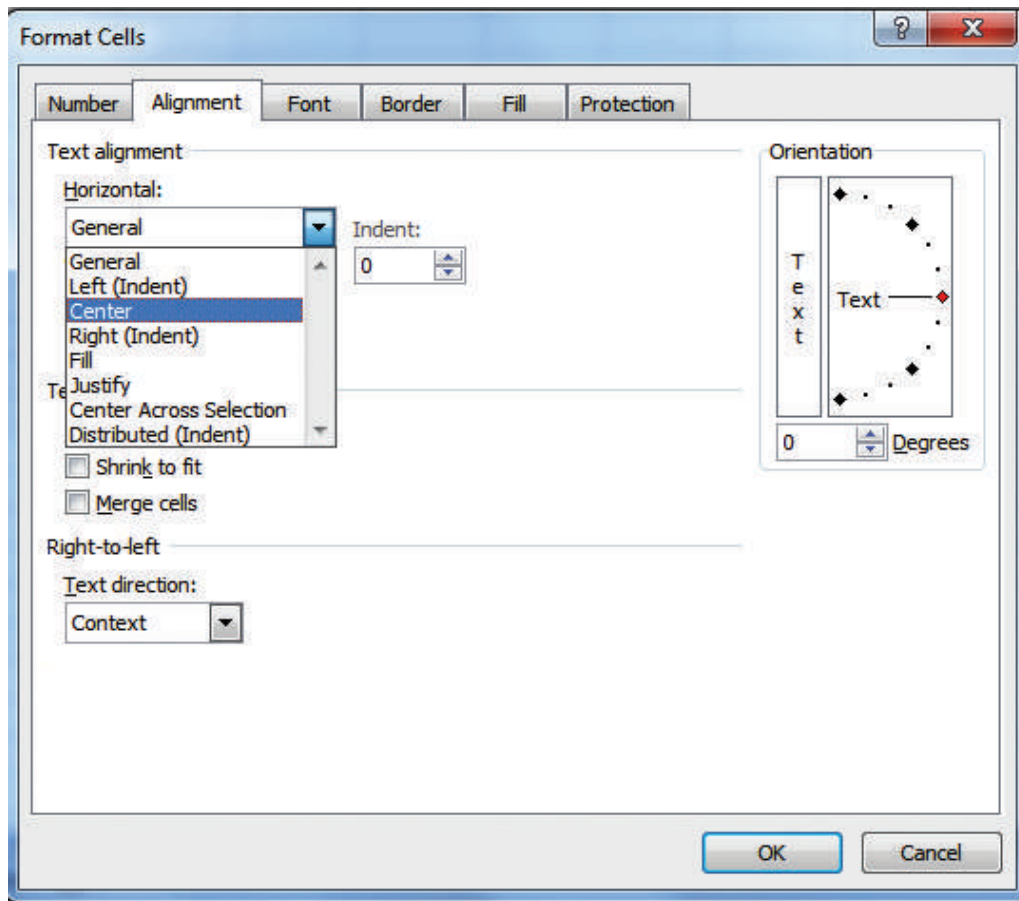 Format Cells
Number Alignment Font Border Fill Protection
Text alignment
Horizontal:
General
Indent:
0
General
Left (Indent)
Center
Right (Indent)
Fill
Justify
Center Across Selection
Distributed (Indent)
Te
Shrink to fit
Merge cells
Right-to-left
Text direction:
Context
Orientation
Text
Text
0 Degrees
OK Cancel